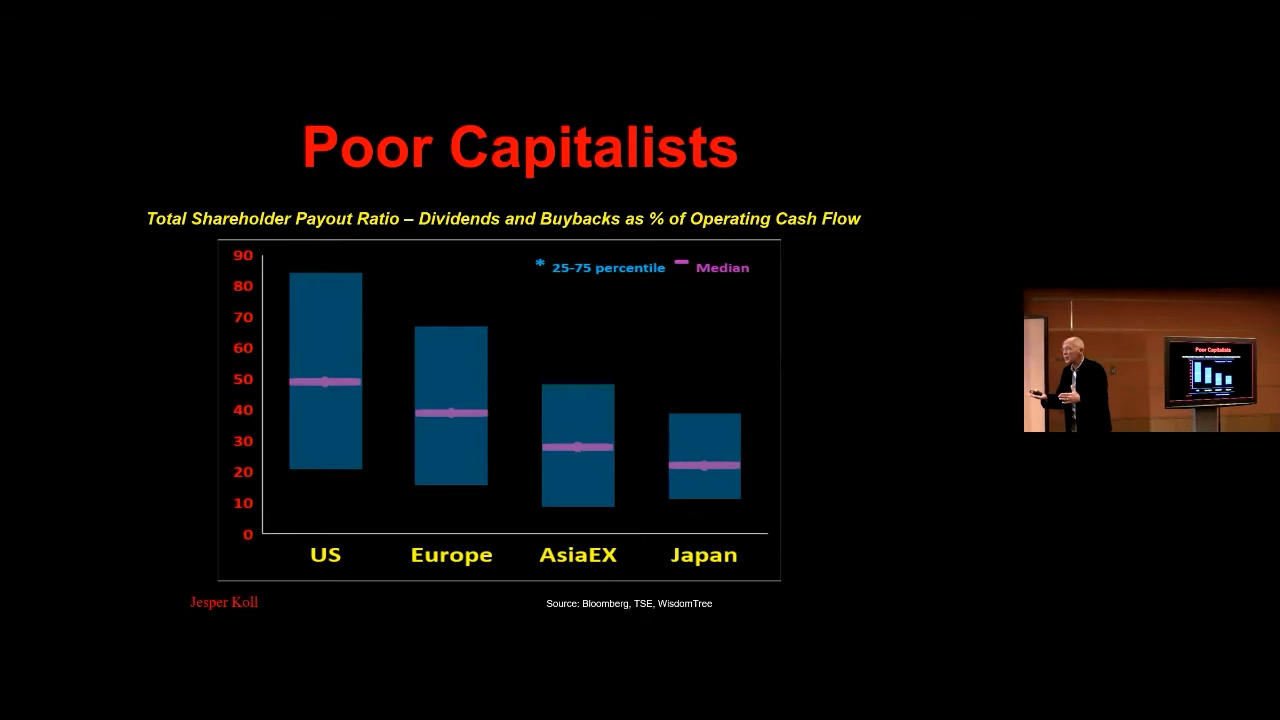 Poor Capitalists
Total Shareholder Payout Ratio – Dividends and Buybacks as % of Operating Cash Flow
* 25-75 percentile Median
90
80
70
60
50
40
30
20
10
0
US Europe AsiaEX Japan
Jesper Koll
Source: Bloomberg, TSE, WisdomTree
Poor Capitalists